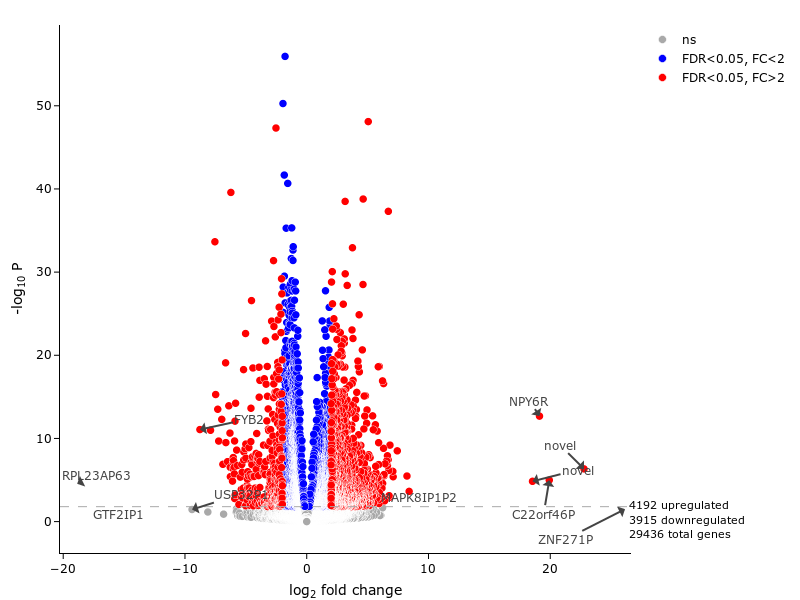 ns
FDR<0.05, FC<2
FDR<0.05, FC>2
50
40
30
20
10
0
-log10 P
NPY6R
FYB2
novel
novel
RPL23AP63
MAPK8IP1P2
GTF2IP1
C22orf46P
ZNF271P
4192 upregulated
3915 downregulated
29436 total genes
−20
−10
0
10
20
log2 fold change